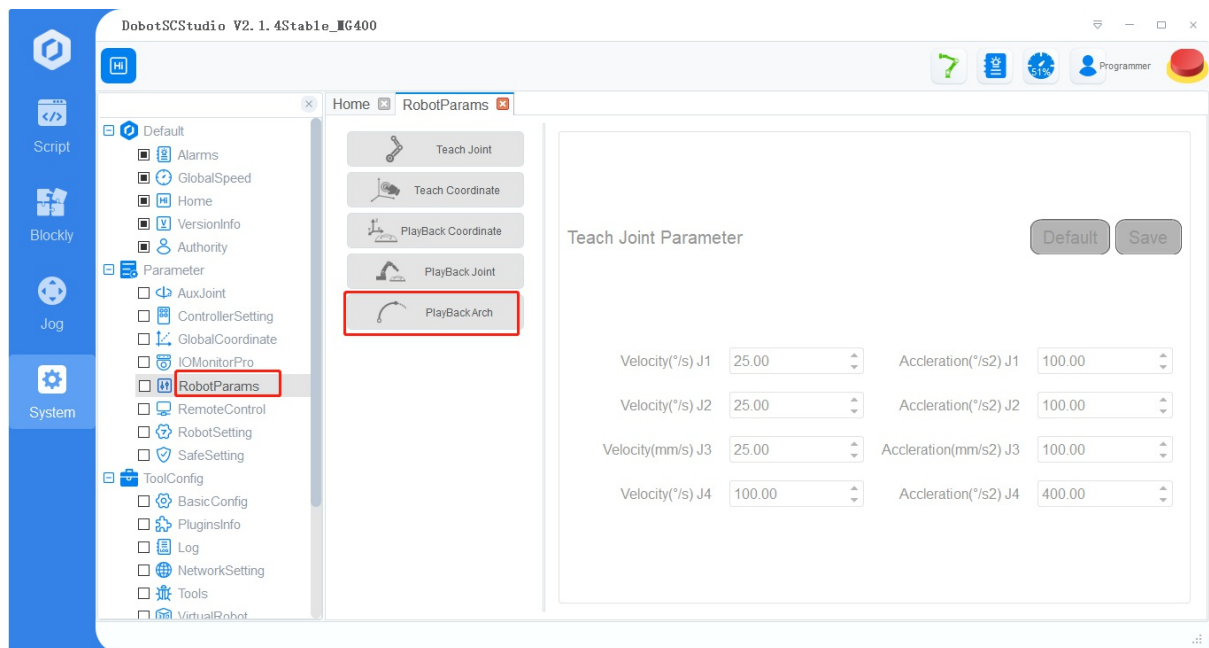 DobotSCStudio V2.1.4Stable_MG400
Hi
51%
Programmer
Script
Blockly
Jog
System
Default
Alarms
GlobalSpeed
Home
VersionInfo
Authority
Parameter
AuxJoint
ControllerSetting
GlobalCoordinate
IOMonitorPro
RobotParams
RemoteControl
RobotSetting
SafeSetting
ToolConfig
BasicConfig
PluginsInfo
Log
NetworkSetting
Tools
VirtualRobot
Home
RobotParams
Teach Joint
Teach Coordinate
PlayBack Coordinate
PlayBack Joint
PlayBack Arch
Teach Joint Parameter
Default
Save
Velocity(°/s) J1 25.00 Accleration(°/s2) J1 100.00
Velocity(°/s) J2 25.00 Accleration(°/s2) J2 100.00
Velocity(mm/s) J3 25.00 Accleration(mm/s2) J3 100.00
Velocity(°/s) J4 100.00 Accleration(°/s2) J4 400.00